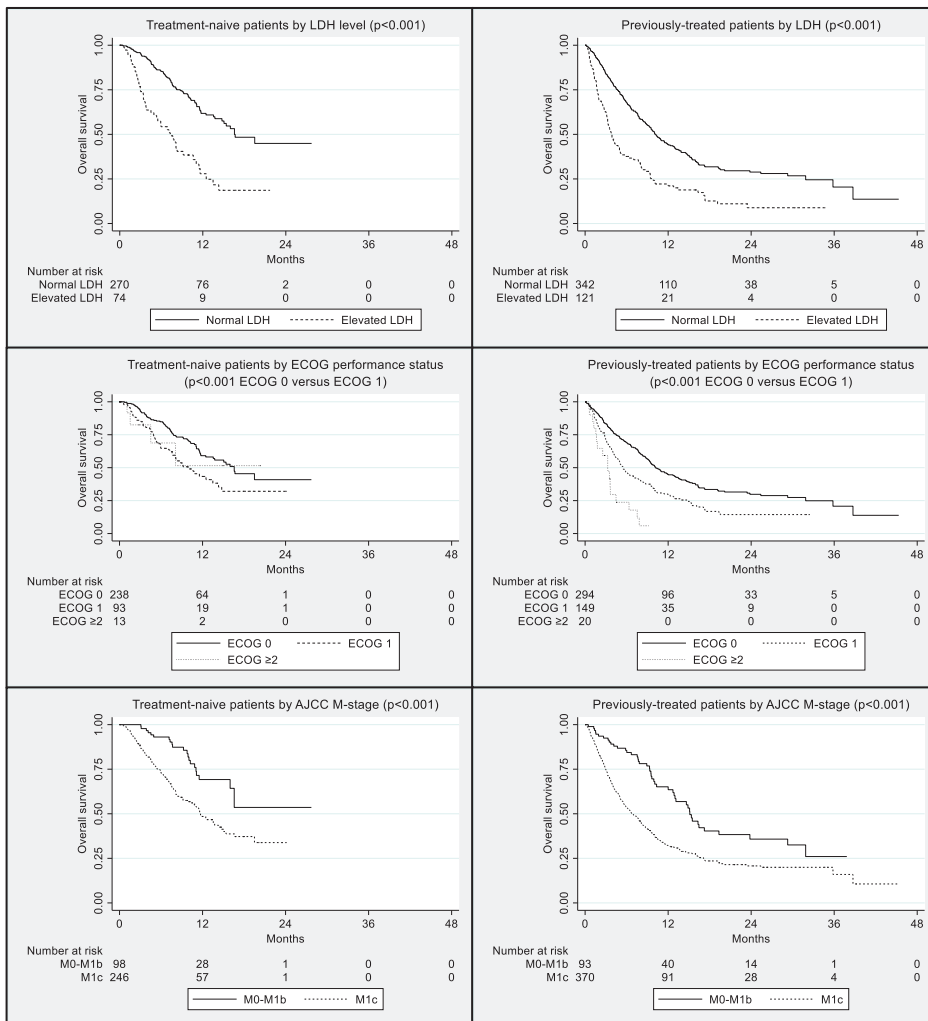 Treatment-naive patients by LDH level (p<0.001)
1.00
0.75
0.50
0.25
0.00
Overall survival
0 12 24 36 48
Months
Number at risk
Normal LDH 270 76 2 0 0
Elevated LDH 74 9 0 0 0
Normal LDH Elevated LDH
Previously-treated patients by LDH (p<0.001)
1.00
0.75
0.50
0.25
0.00
Overall survival
0 12 24 36 48
Months
Number at risk
Normal LDH 342 110 38 5 0
Elevated LDH 121 21 4 0 0
Normal LDH Elevated LDH
Treatment-naive patients by ECOG performance status
(p<0.001 ECOG 0 versus ECOG 1)
1.00
0.75
0.50
0.25
0.00
Overall survival
0 12 24 36 48
Months
Number at risk
ECOG 0 238 64 1 0 0
ECOG 1 93 19 1 0 0
ECOG ≥2 13 2 0 0 0
ECOG 0 ECOG 1
ECOG ≥2
Previously-treated patients by ECOG performance status
(p<0.001 ECOG 0 versus ECOG 1)
1.00
0.75
0.50
0.25
0.00
Overall survival
0 12 24 36 48
Months
Number at risk
ECOG 0 294 96 33 5 0
ECOG 1 149 35 9 0 0
ECOG ≥2 20 0 0 0 0
ECOG 0 ECOG 1
ECOG ≥2
Treatment-naive patients by AJCC M-stage (p<0.001)
1.00
0.75
0.50
0.25
0.00
Overall survival
0 12 24 36 48
Months
Number at risk
M0-M1b 98 28 1 0 0
M1c 246 57 1 0 0
M0-M1b M1c
Previously-treated patients by AJCC M-stage (p<0.001)
1.00
0.75
0.50
0.25
0.00
Overall survival
0 12 24 36 48
Months
Number at risk
M0-M1b 93 40 14 1 0
M1c 370 91 28 4 0
M0-M1b M1c